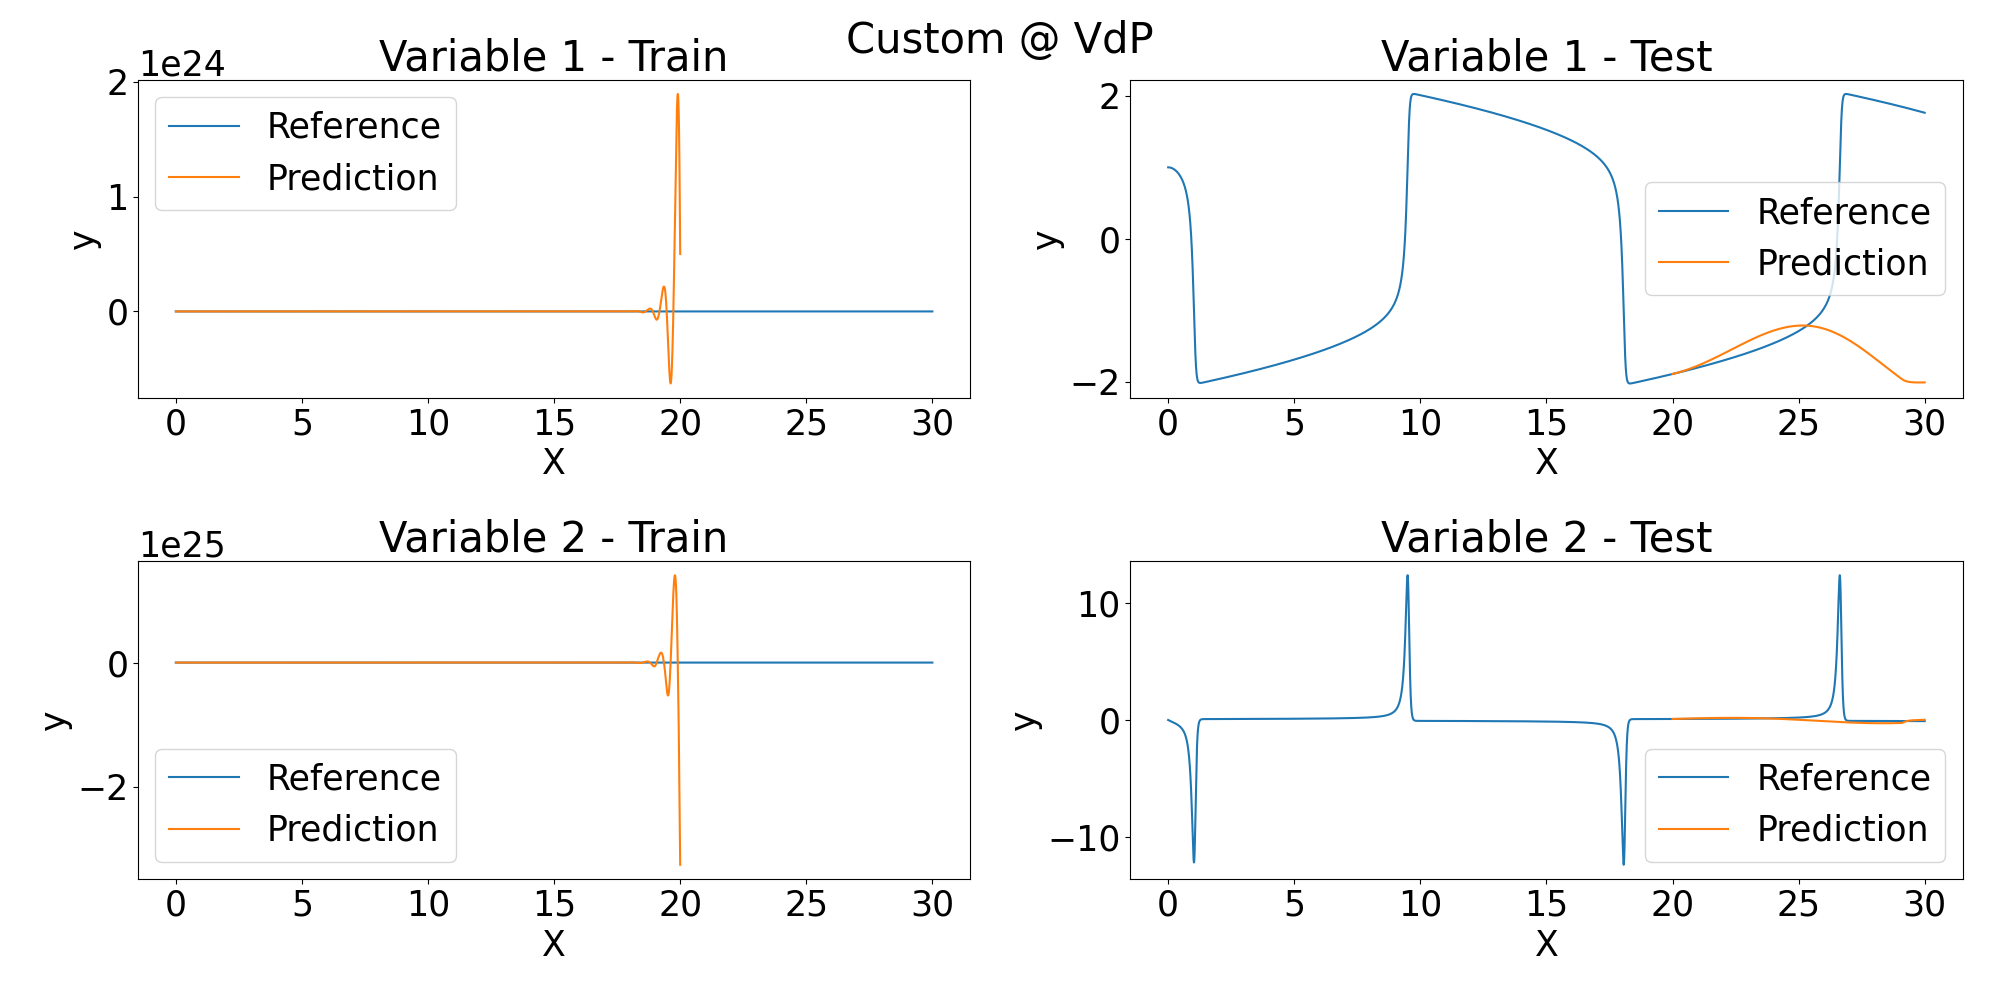 Custom @ VdP
Variable 1 - Train
1e24
2
1
0
y
Reference
Prediction
0 5 10 15 20 25 30
X
Variable 1 - Test
2
0
−2
y
Reference
Prediction
0 5 10 15 20 25 30
X
Variable 2 - Train
1e25
0
−2
y
Reference
Prediction
0 5 10 15 20 25 30
X
Variable 2 - Test
10
0
−10
y
Reference
Prediction
0 5 10 15 20 25 30
X